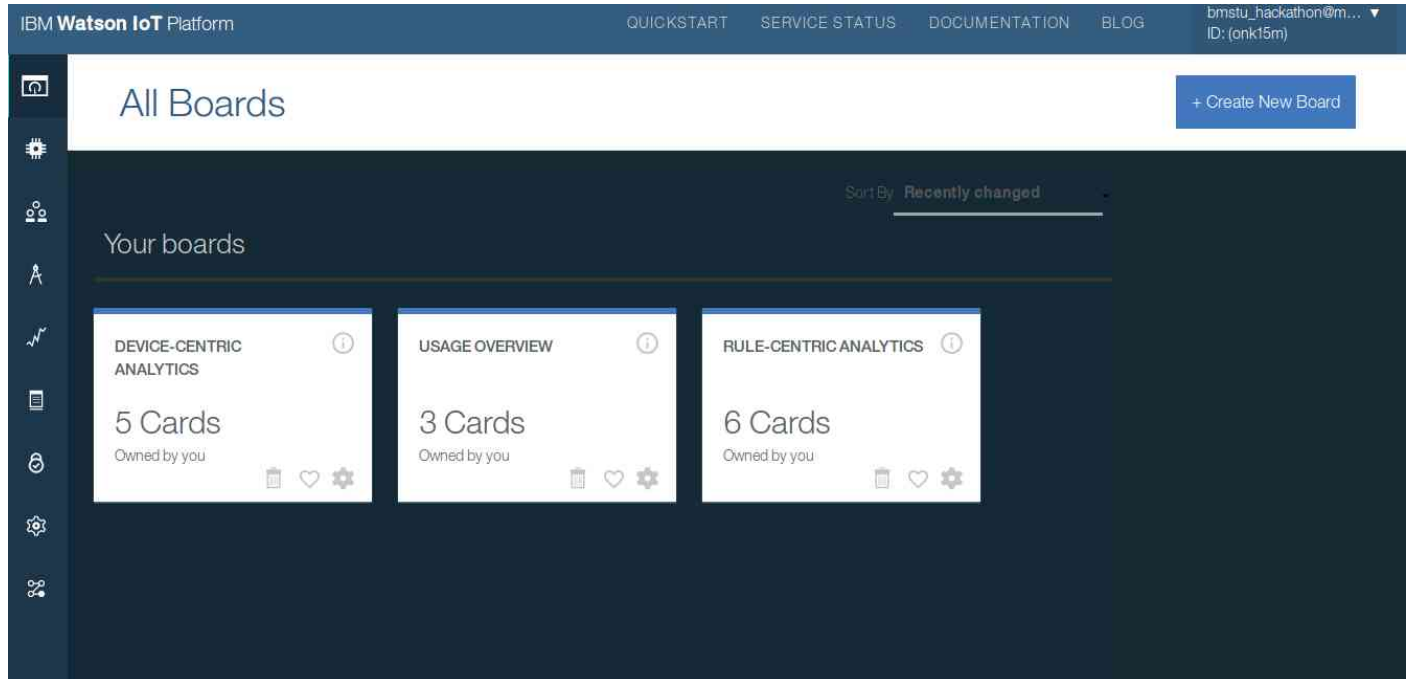 IBM Watson IoT Platform
QUICKSTART SERVICE STATUS DOCUMENTATION BLOG
bmstu_hackathon@m... ▼
ID: (onk15m)
All Boards
+ Create New Board
Sort By Recently changed
Your boards
DEVICE-CENTRIC
ANALYTICS
5 Cards
Owned by you
USAGE OVERVIEW
3 Cards
Owned by you
RULE-CENTRIC ANALYTICS
6 Cards
Owned by you